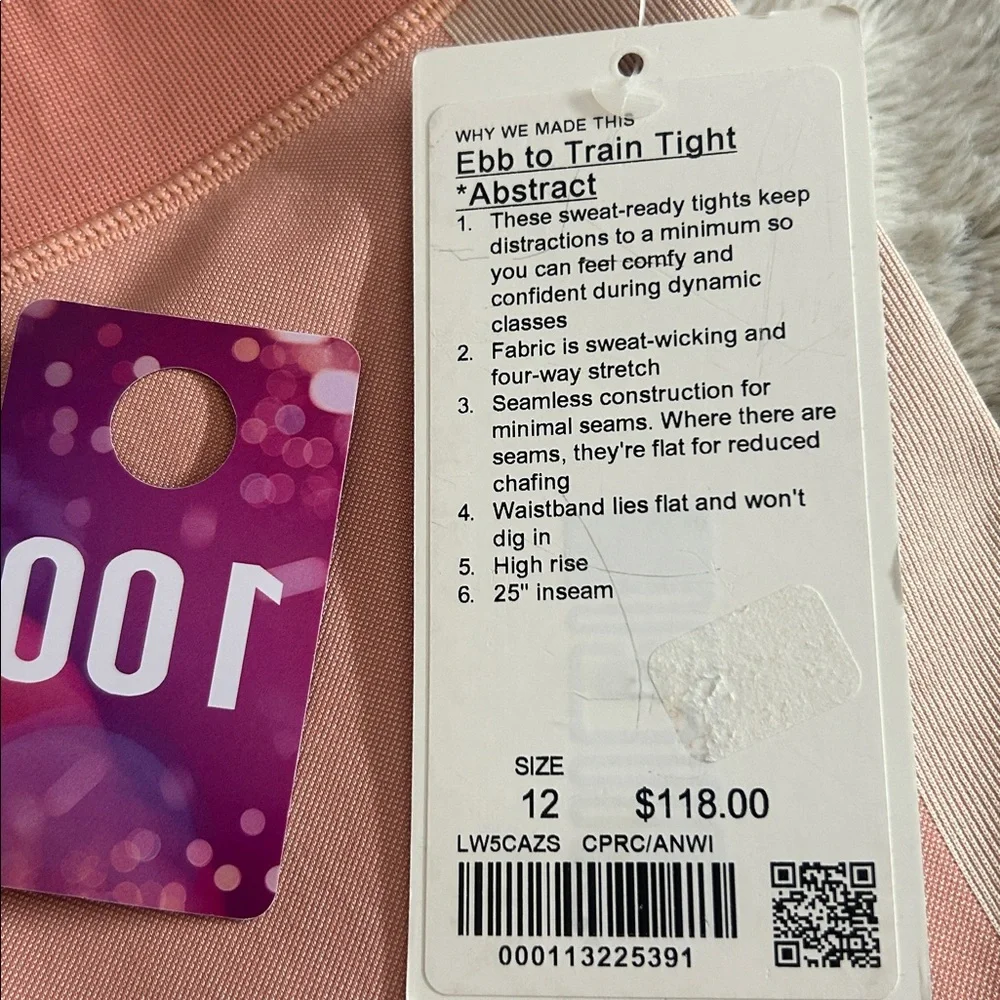 WHY WE MADE THIS
Ebb to Train Tight
*Abstract
1. These sweat-ready tights keep
distractions to a minimum so
you can feel comfy and
confident during dynamic
classes
2. Fabric is sweat-wicking and
four-way stretch
3. Seamless construction for
minimal seams. Where there are
seams, they're flat for reduced
chafing
4. Waistband lies flat and won't
dig in
5. High rise
6. 25" inseam
SIZE
12 $118.00
LW5CAZS CPRC/ANWI
000113225391
001